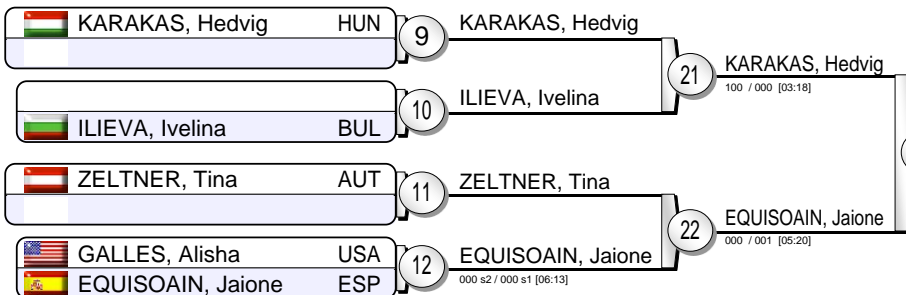 KARAKAS, Hedvig HUN
9
KARAKAS, Hedvig
21
KARAKAS, Hedvig
100 / 000 [03:18]
10
ILIEVA, Ivelina
ILIEVA, Ivelina BUL
ZELTNER, Tina AUT
11
ZELTNER, Tina
22
EQUISOAIN, Jaione
000 / 001 [05:20]
GALLES, Alisha USA
12
EQUISOAIN, Jaione
000 s2 / 000 s1 [06:13]
EQUISOAIN, Jaione ESP